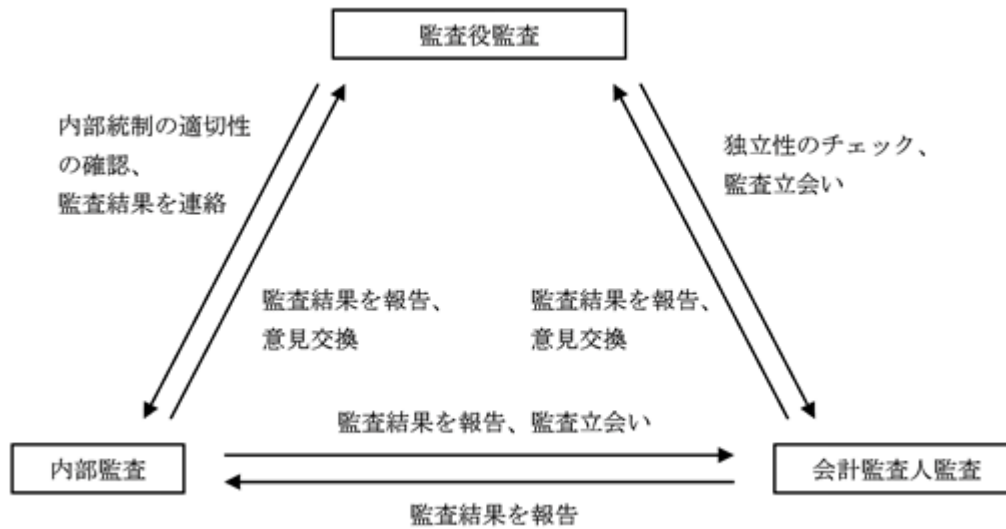 監査役監査
内部統制の適切性
の確認、
監査結果を連絡
独立性のチェック、
監査立会い
監査結果を報告、
意見交換
監査結果を報告、
意見交換
監査結果を報告、監査立会い
内部監査
会計監査人監査
監査結果を報告